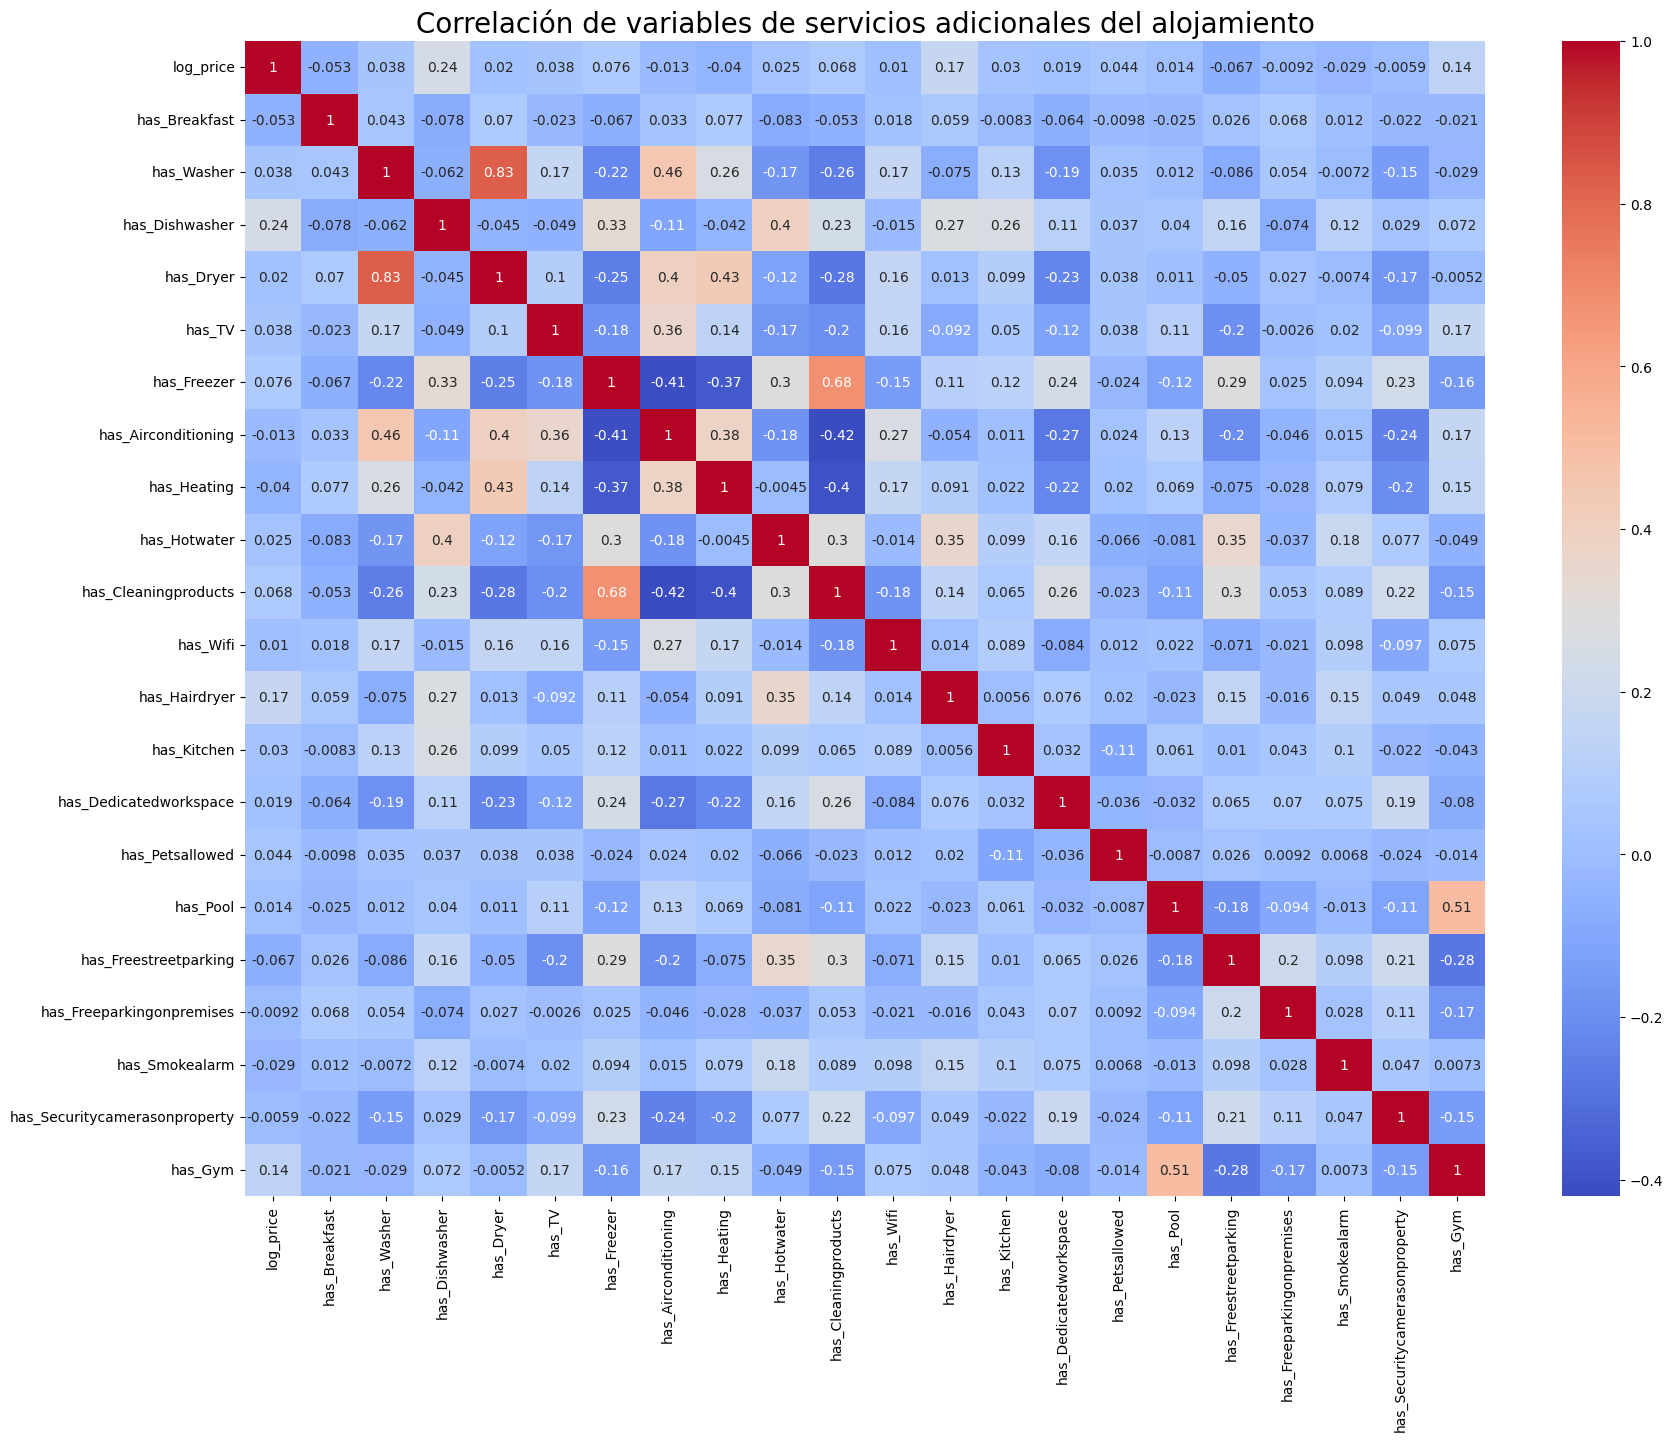 Correlación de variables de servicios adicionales del alojamiento
log_price 1 -0.053 0.038 0.24 0.02 0.038 0.076 -0.013 -0.04 0.025 0.068 0.01 0.17 0.03 0.019 0.044 0.014 -0.067 -0.0092 -0.029 -0.0059 0.14
has_Breakfast -0.053 1 0.043 -0.078 0.07 -0.023 -0.067 0.033 0.077 -0.083 -0.053 0.018 0.059 -0.0083 -0.064 -0.0098 -0.025 0.026 0.068 0.012 -0.022 -0.021
has_Washer 0.038 0.043 1 -0.062 0.83 0.17 -0.22 0.46 0.26 -0.17 -0.26 0.17 -0.075 0.13 -0.19 0.035 0.012 -0.086 0.054 -0.0072 -0.15 -0.029
has_Dishwasher 0.24 -0.078 -0.062 1 -0.045 -0.049 0.33 -0.11 -0.042 0.4 0.23 -0.015 0.27 0.26 0.11 0.037 0.04 0.16 -0.074 0.12 0.029 0.072
has_Dryer 0.02 0.07 0.83 -0.045 1 0.1 -0.25 0.4 0.43 -0.12 -0.28 0.16 0.013 0.099 -0.23 0.038 0.011 -0.05 0.027 -0.0074 -0.17 -0.0052
has_TV 0.038 -0.023 0.17 -0.049 0.1 1 -0.18 0.36 0.14 -0.17 -0.2 0.16 -0.092 0.05 -0.12 0.038 0.11 -0.2 -0.0026 0.02 -0.099 0.17
has_Freezer 0.076 -0.067 -0.22 0.33 -0.25 -0.18 1 -0.41 -0.37 0.3 0.68 -0.15 0.11 0.12 0.24 -0.024 -0.12 0.29 0.025 0.094 0.23 -0.16
has_Airconditioning -0.013 0.033 0.46 -0.11 0.4 0.36 -0.41 1 0.38 -0.18 -0.42 0.27 -0.054 0.011 -0.27 0.024 0.13 -0.2 -0.046 0.015 -0.24 0.17
has_Heating -0.04 0.077 0.26 -0.042 0.43 0.14 -0.37 0.38 1 -0.0045 -0.4 0.17 0.091 0.022 -0.22 0.02 0.069 -0.075 -0.028 0.079 -0.2 0.15
has_Hotwater 0.025 -0.083 -0.17 0.4 -0.12 -0.17 0.3 -0.18 -0.0045 1 0.3 -0.014 0.35 0.099 0.16 -0.066 -0.081 0.35 -0.037 0.18 0.077 -0.049
has_Cleaningproducts 0.068 -0.053 -0.26 0.23 -0.28 -0.2 0.68 -0.42 -0.4 0.3 1 -0.18 0.14 0.065 0.26 -0.023 -0.11 0.3 0.053 0.089 0.22 -0.15
has_Wifi 0.01 0.018 0.17 -0.015 0.16 0.16 -0.15 0.27 0.17 -0.014 -0.18 1 0.014 0.089 -0.084 0.012 0.022 -0.071 -0.021 0.098 -0.097 0.075
has_Hairdryer 0.17 0.059 -0.075 0.27 0.013 -0.092 0.11 -0.054 0.091 0.35 0.14 0.014 1 0.0056 0.076 0.02 -0.023 0.15 -0.016 0.15 0.049 0.048
has_Kitchen 0.03 -0.0083 0.13 0.26 0.099 0.05 0.12 0.011 0.022 0.099 0.065 0.089 0.0056 1 0.032 -0.11 0.061 0.01 0.043 0.1 -0.022 -0.043
has_Dedicatedworkspace 0.019 -0.064 -0.19 0.11 -0.23 -0.12 0.24 -0.27 -0.22 0.16 0.26 -0.084 0.076 0.032 1 -0.036 -0.032 0.065 0.07 0.075 0.19 -0.08
has_Petsallowed 0.044 -0.0098 0.035 0.037 0.038 0.038 -0.024 0.024 0.02 -0.066 -0.023 0.012 0.02 -0.11 -0.036 1 -0.0087 0.026 0.0092 0.0068 -0.024 -0.014
has_Pool 0.014 -0.025 0.012 0.04 0.011 0.11 -0.12 0.13 0.069 -0.081 -0.11 0.022 -0.023 0.061 -0.032 -0.0087 1 -0.18 -0.094 -0.013 -0.11 0.51
has_Freestreetparking -0.067 0.026 -0.086 0.16 -0.05 -0.2 0.29 -0.2 -0.075 0.35 0.3 -0.071 0.15 0.01 0.065 0.026 -0.18 1 0.2 0.098 0.21 -0.28
has_Freeparkingonpremises -0.0092 0.068 0.054 -0.074 0.027 -0.0026 0.025 -0.046 -0.028 -0.037 0.053 -0.021 -0.016 0.043 0.07 0.0092 -0.094 0.2 1 0.028 0.11 -0.17
has_Smokealarm -0.029 0.012 -0.0072 0.12 -0.0074 0.02 0.094 0.015 0.079 0.18 0.089 0.098 0.15 0.1 0.075 0.0068 -0.013 0.098 0.028 1 0.047 0.0073
has_Securitycamerasonproperty -0.0059 -0.022 -0.15 0.029 -0.17 -0.099 0.23 -0.24 -0.2 0.077 0.22 -0.097 0.049 -0.022 0.19 -0.024 -0.11 0.21 0.11 0.047 1 -0.15
has_Gym 0.14 -0.021 -0.029 0.072 -0.0052 0.17 -0.16 0.17 0.15 -0.049 -0.15 0.075 0.048 -0.043 -0.08 -0.014 0.51 -0.28 -0.17 0.0073 -0.15 1
log_price
has_Breakfast
has_Washer
has_Dishwasher
has_Dryer
has_TV
has_Freezer
has_Airconditioning
has_Heating
has_Hotwater
has_Cleaningproducts
has_Wifi
has_Hairdryer
has_Kitchen
has_Dedicatedworkspace
has_Petsallowed
has_Pool
has_Freestreetparking
has_Freeparkingonpremises
has_Smokealarm
has_Securitycamerasonproperty
has_Gym
1.0
0.8
0.6
0.4
0.2
0.0
−0.2
−0.4